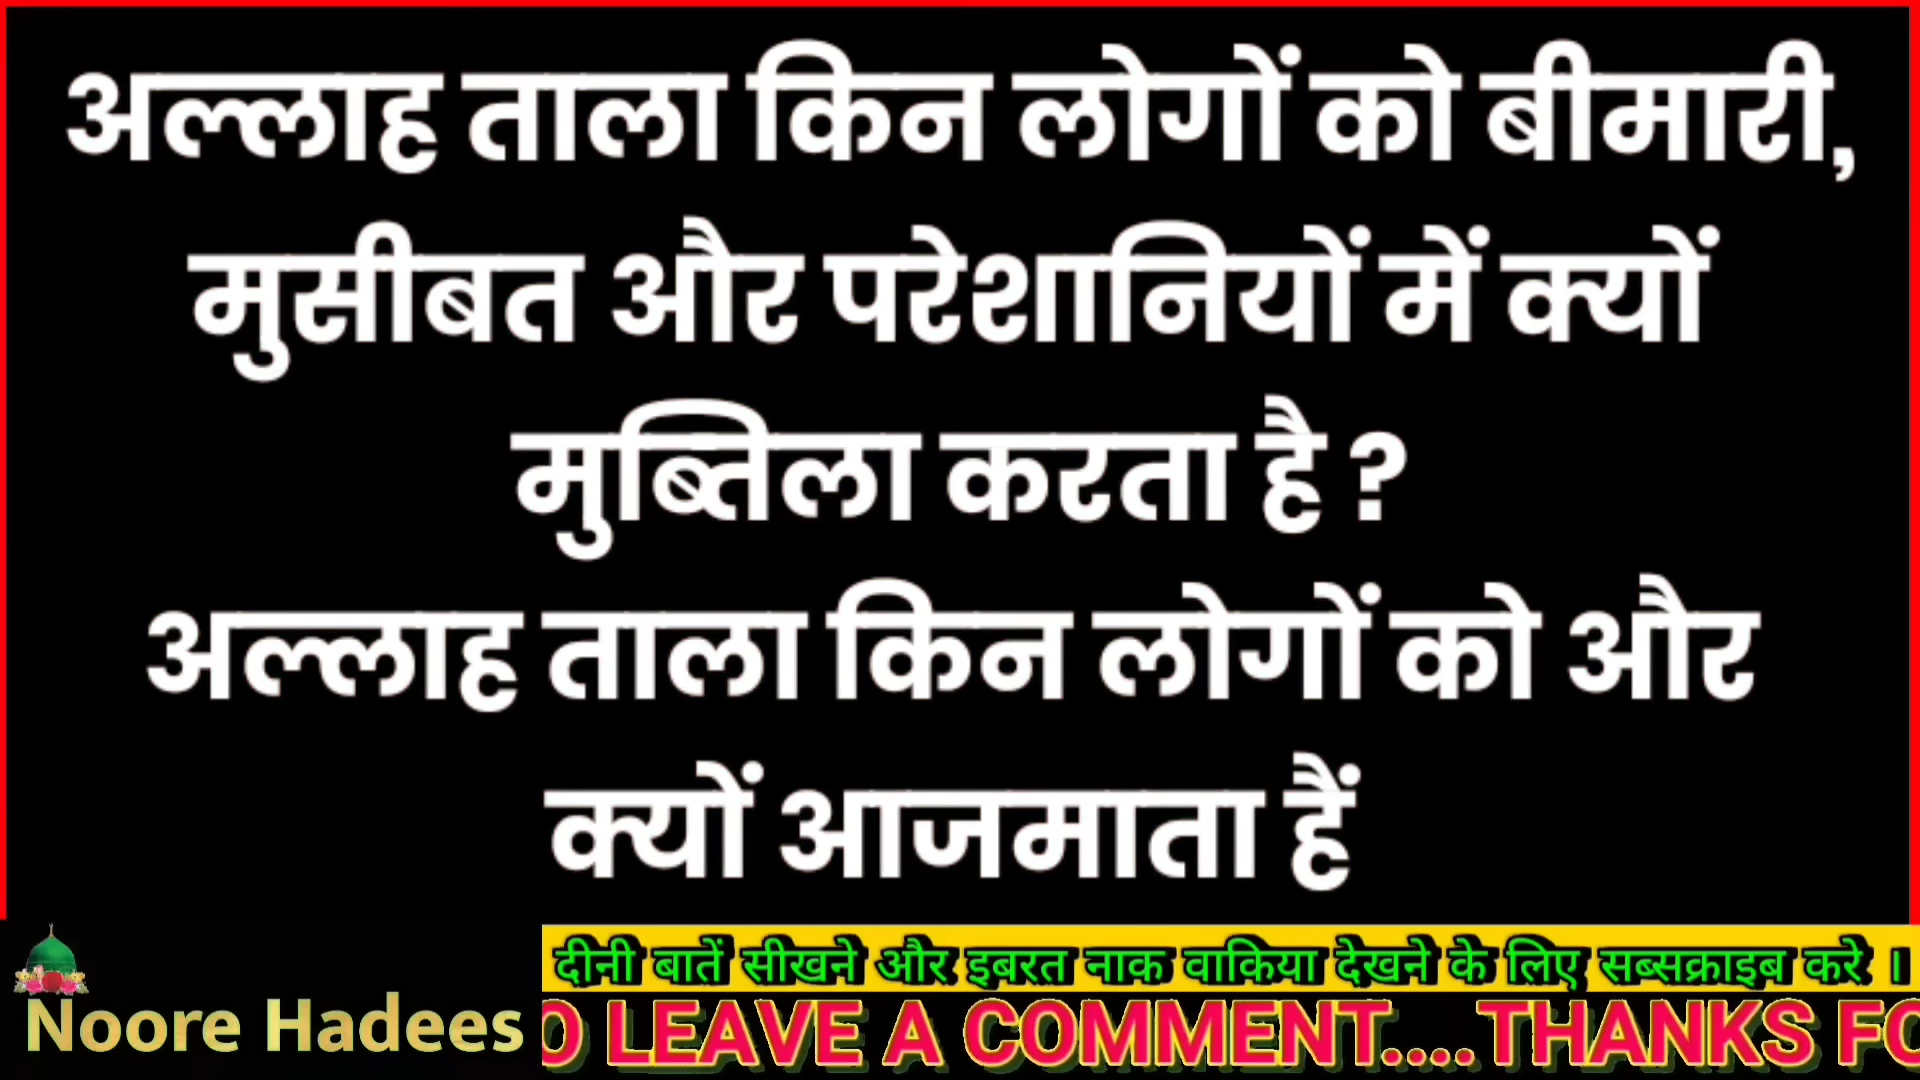 अल्लाह ताला किन लोगों को बीमारी,
मुसीबत और परेशानियों में क्यों
मुब्तिला करता है ?
अल्लाह ताला किन लोगों को और
क्यों आजमाता हैं
दीनी बातें सीखने और इबरत नाक वाकिया देखने के लिए सब्सक्राइब करे ।
Noore Hadees
O LEAVE A COMMENT....THANKS FO